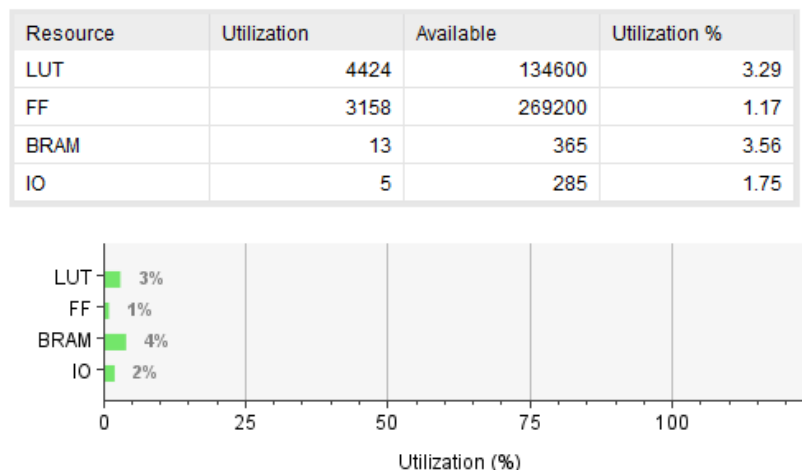 Resource Utilization Available Utilization %
LUT 4424 134600 3.29
FF 3158 269200 1.17
BRAM 13 365 3.56
IO 5 285 1.75
LUT 3%
FF 1%
BRAM 4%
IO 2%
0 25 50 75 100
Utilization (%)